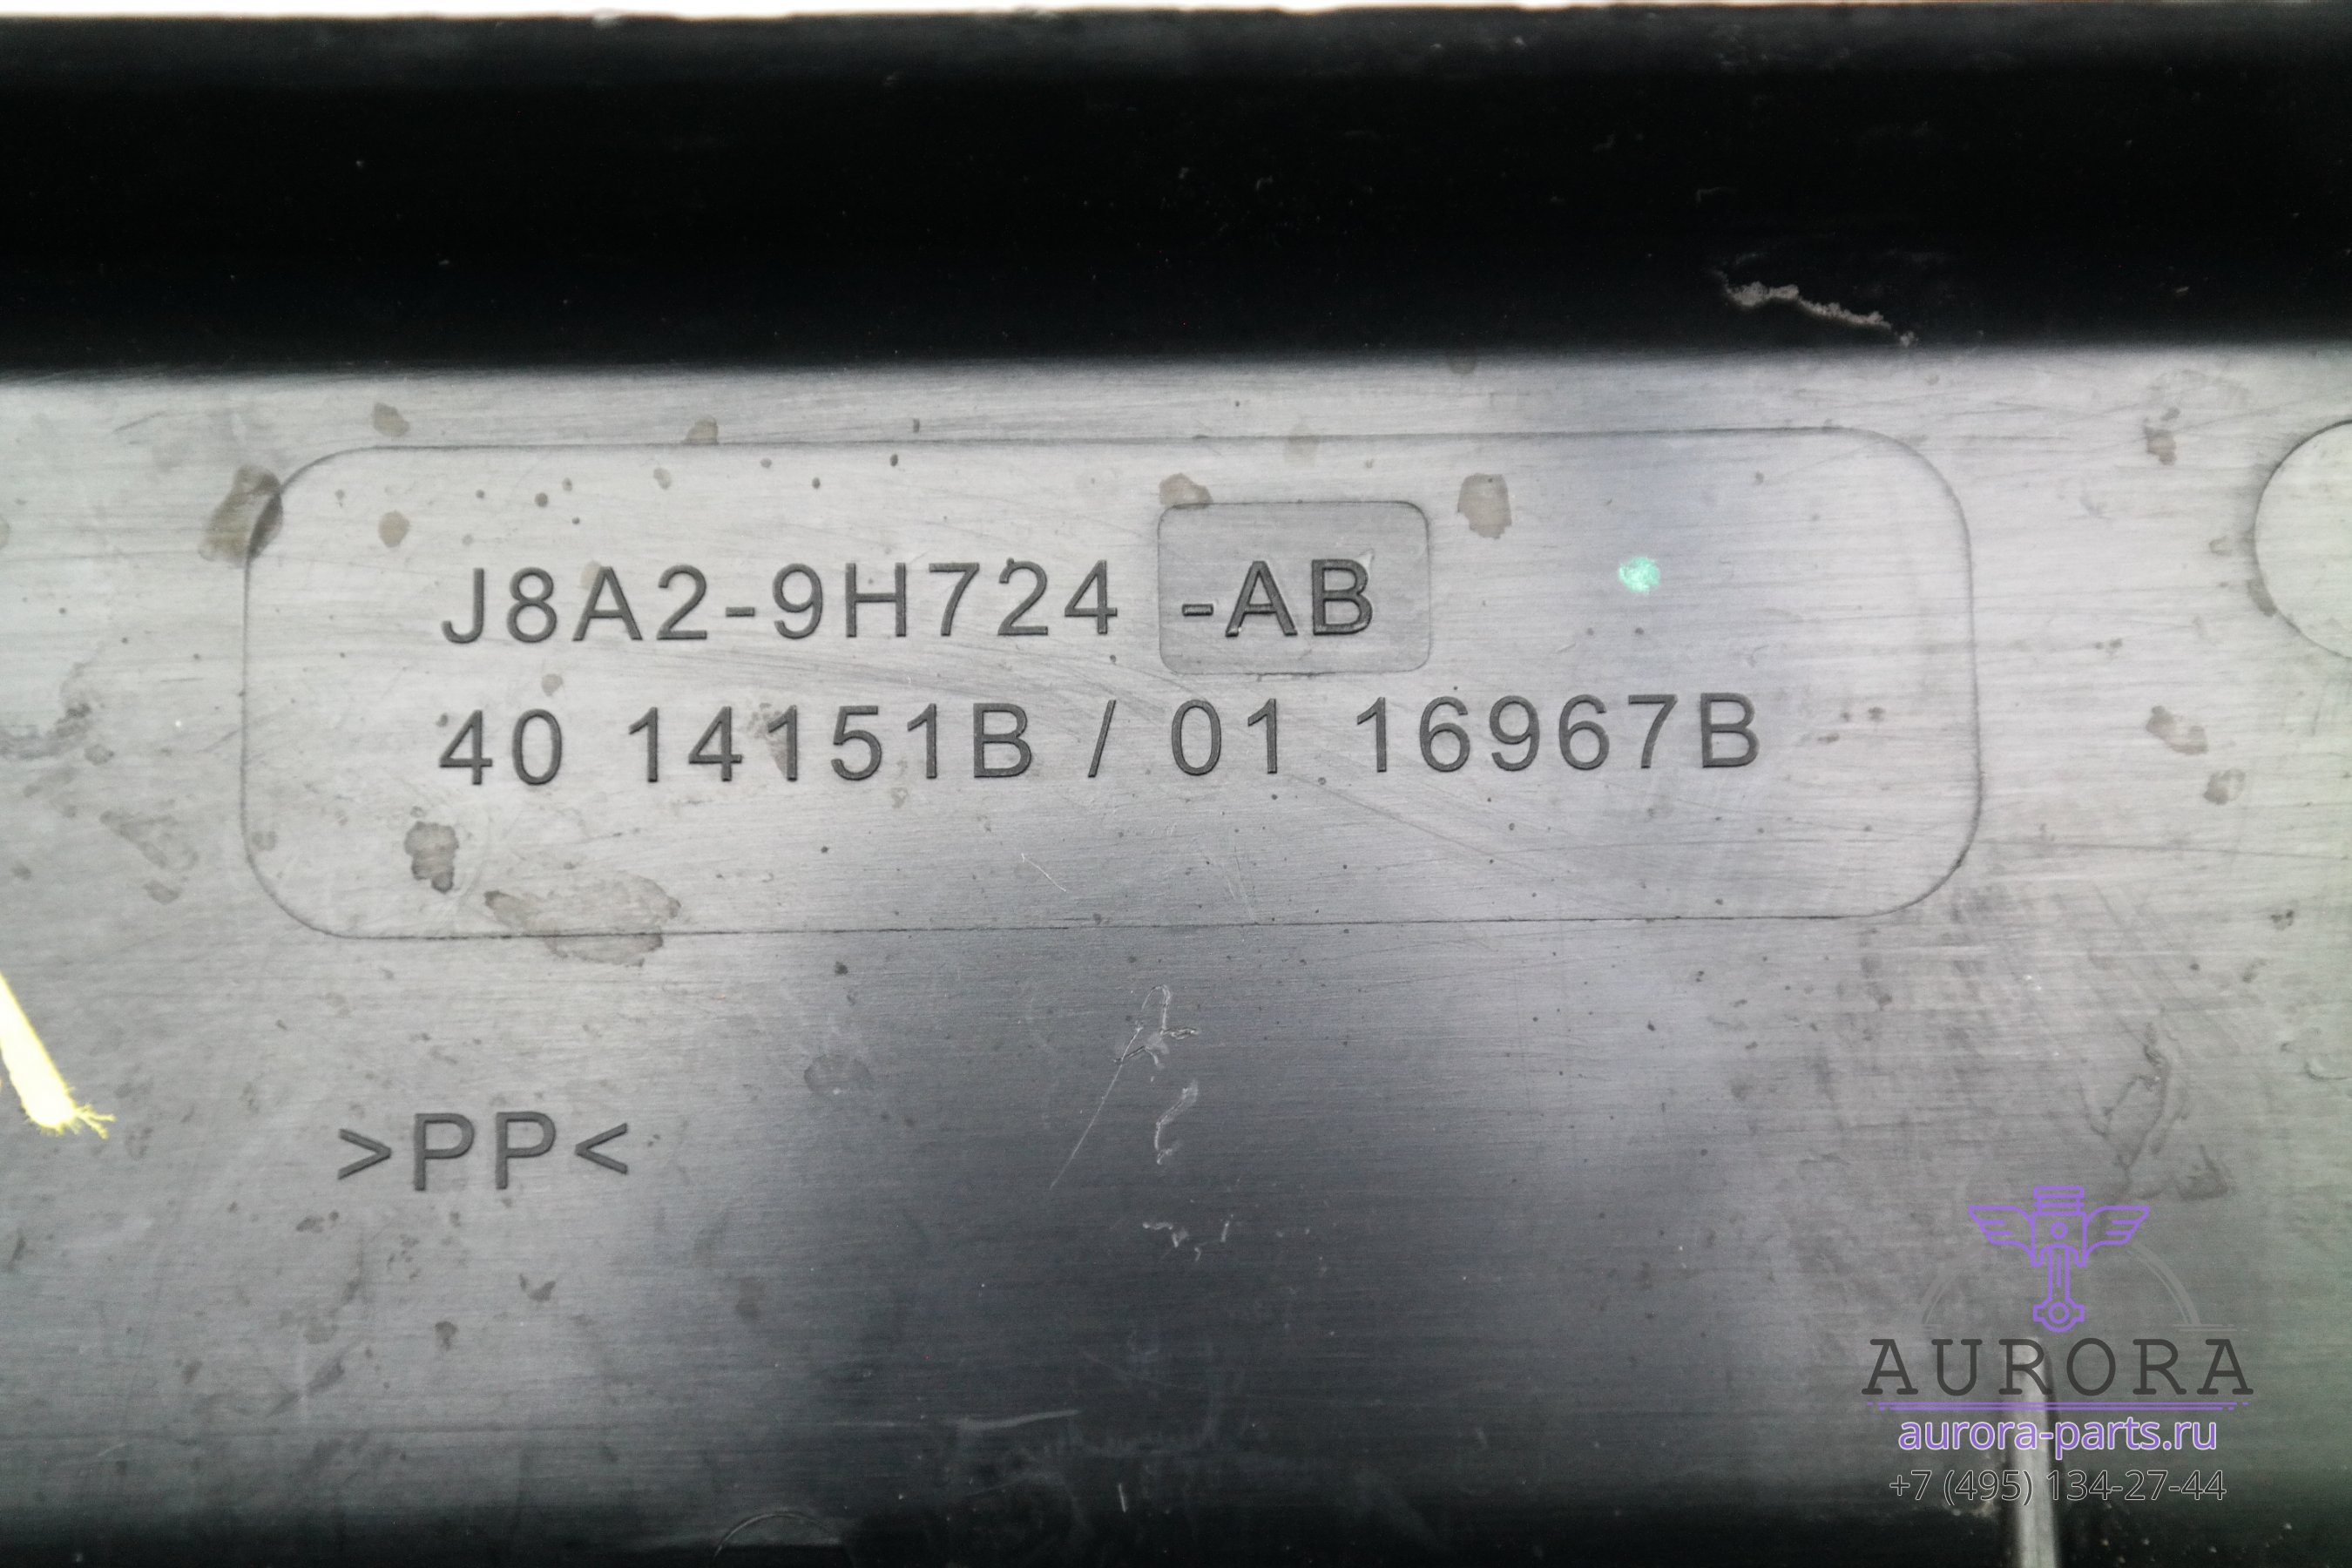 J8A2-9H724 -AB
40 14151B / 01 16967B
>PP<
AURORA
aurora-parts.ru
+7 (495) 134-27-44